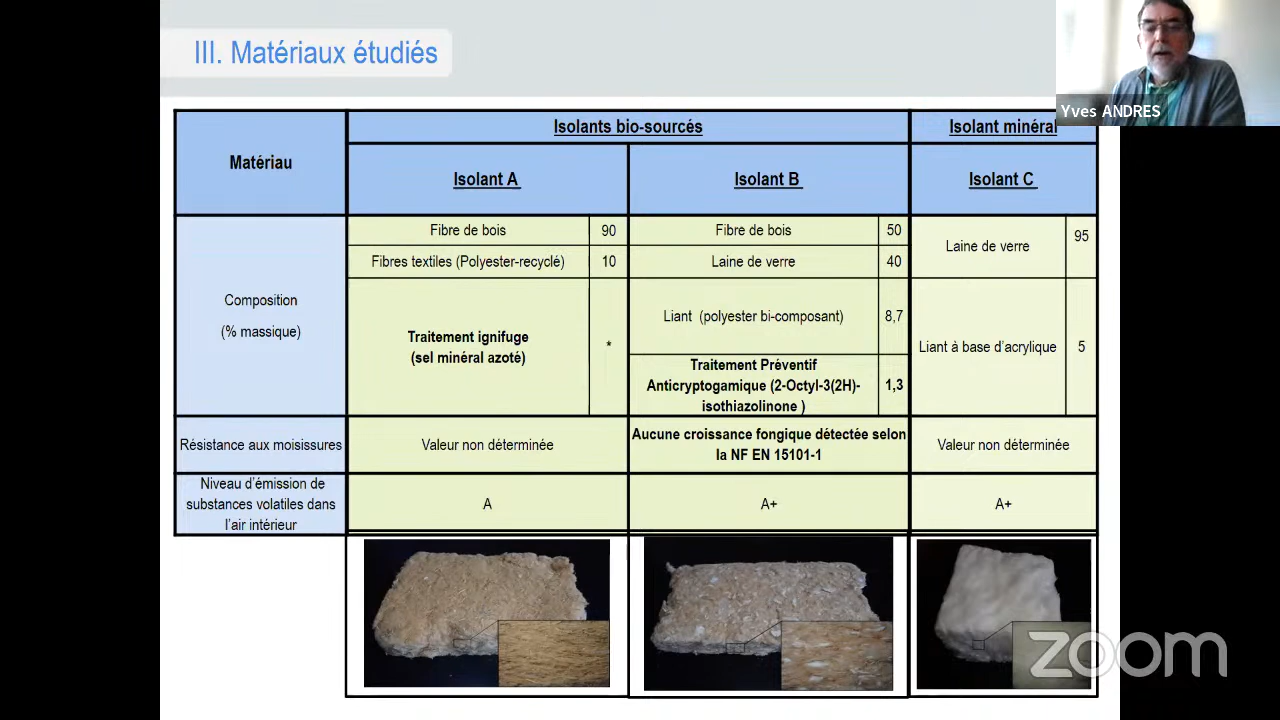 III. Matériaux étudiés
Yves ANDRES
Matériau
Isolants bio-sourcés
Isolant minéral
Isolant A
Isolant B
Isolant C
Composition
(% massique)
Fibre de bois
90
Fibres textiles (Polyester-recyclé)
10
Traitement ignifuge
(sel minéral azoté)
*
Fibre de bois
50
Laine de verre
40
Liant (polyester bi-composant)
8,7
Traitement Préventif
Anticryptogamique (2-Octyl-3(2H)-
isothiazolinone )
1,3
Laine de verre
95
Liant à base d'acrylique
5
Résistance aux moisissures
Valeur non déterminée
Aucune croissance fongique détectée selon
la NF EN 15101-1
Valeur non déterminée
Niveau d'émission de
substances volatiles dans
l'air intérieur
A
A+
A+
zoom